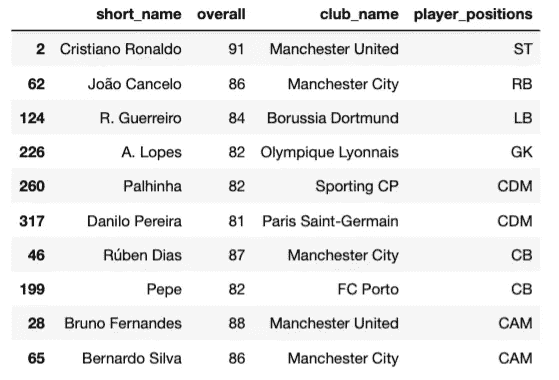 short_name overall club_name player_positions
2 Cristiano Ronaldo 91 Manchester United ST
62 João Cancelo 86 Manchester City RB
124 R. Guerreiro 84 Borussia Dortmund LB
226 A. Lopes 82 Olympique Lyonnais GK
260 Palhinha 82 Sporting CP CDM
317 Danilo Pereira 81 Paris Saint-Germain CDM
46 Rúben Dias 87 Manchester City CB
199 Pepe 82 FC Porto CB
28 Bruno Fernandes 88 Manchester United CAM
65 Bernardo Silva 86 Manchester City CAM